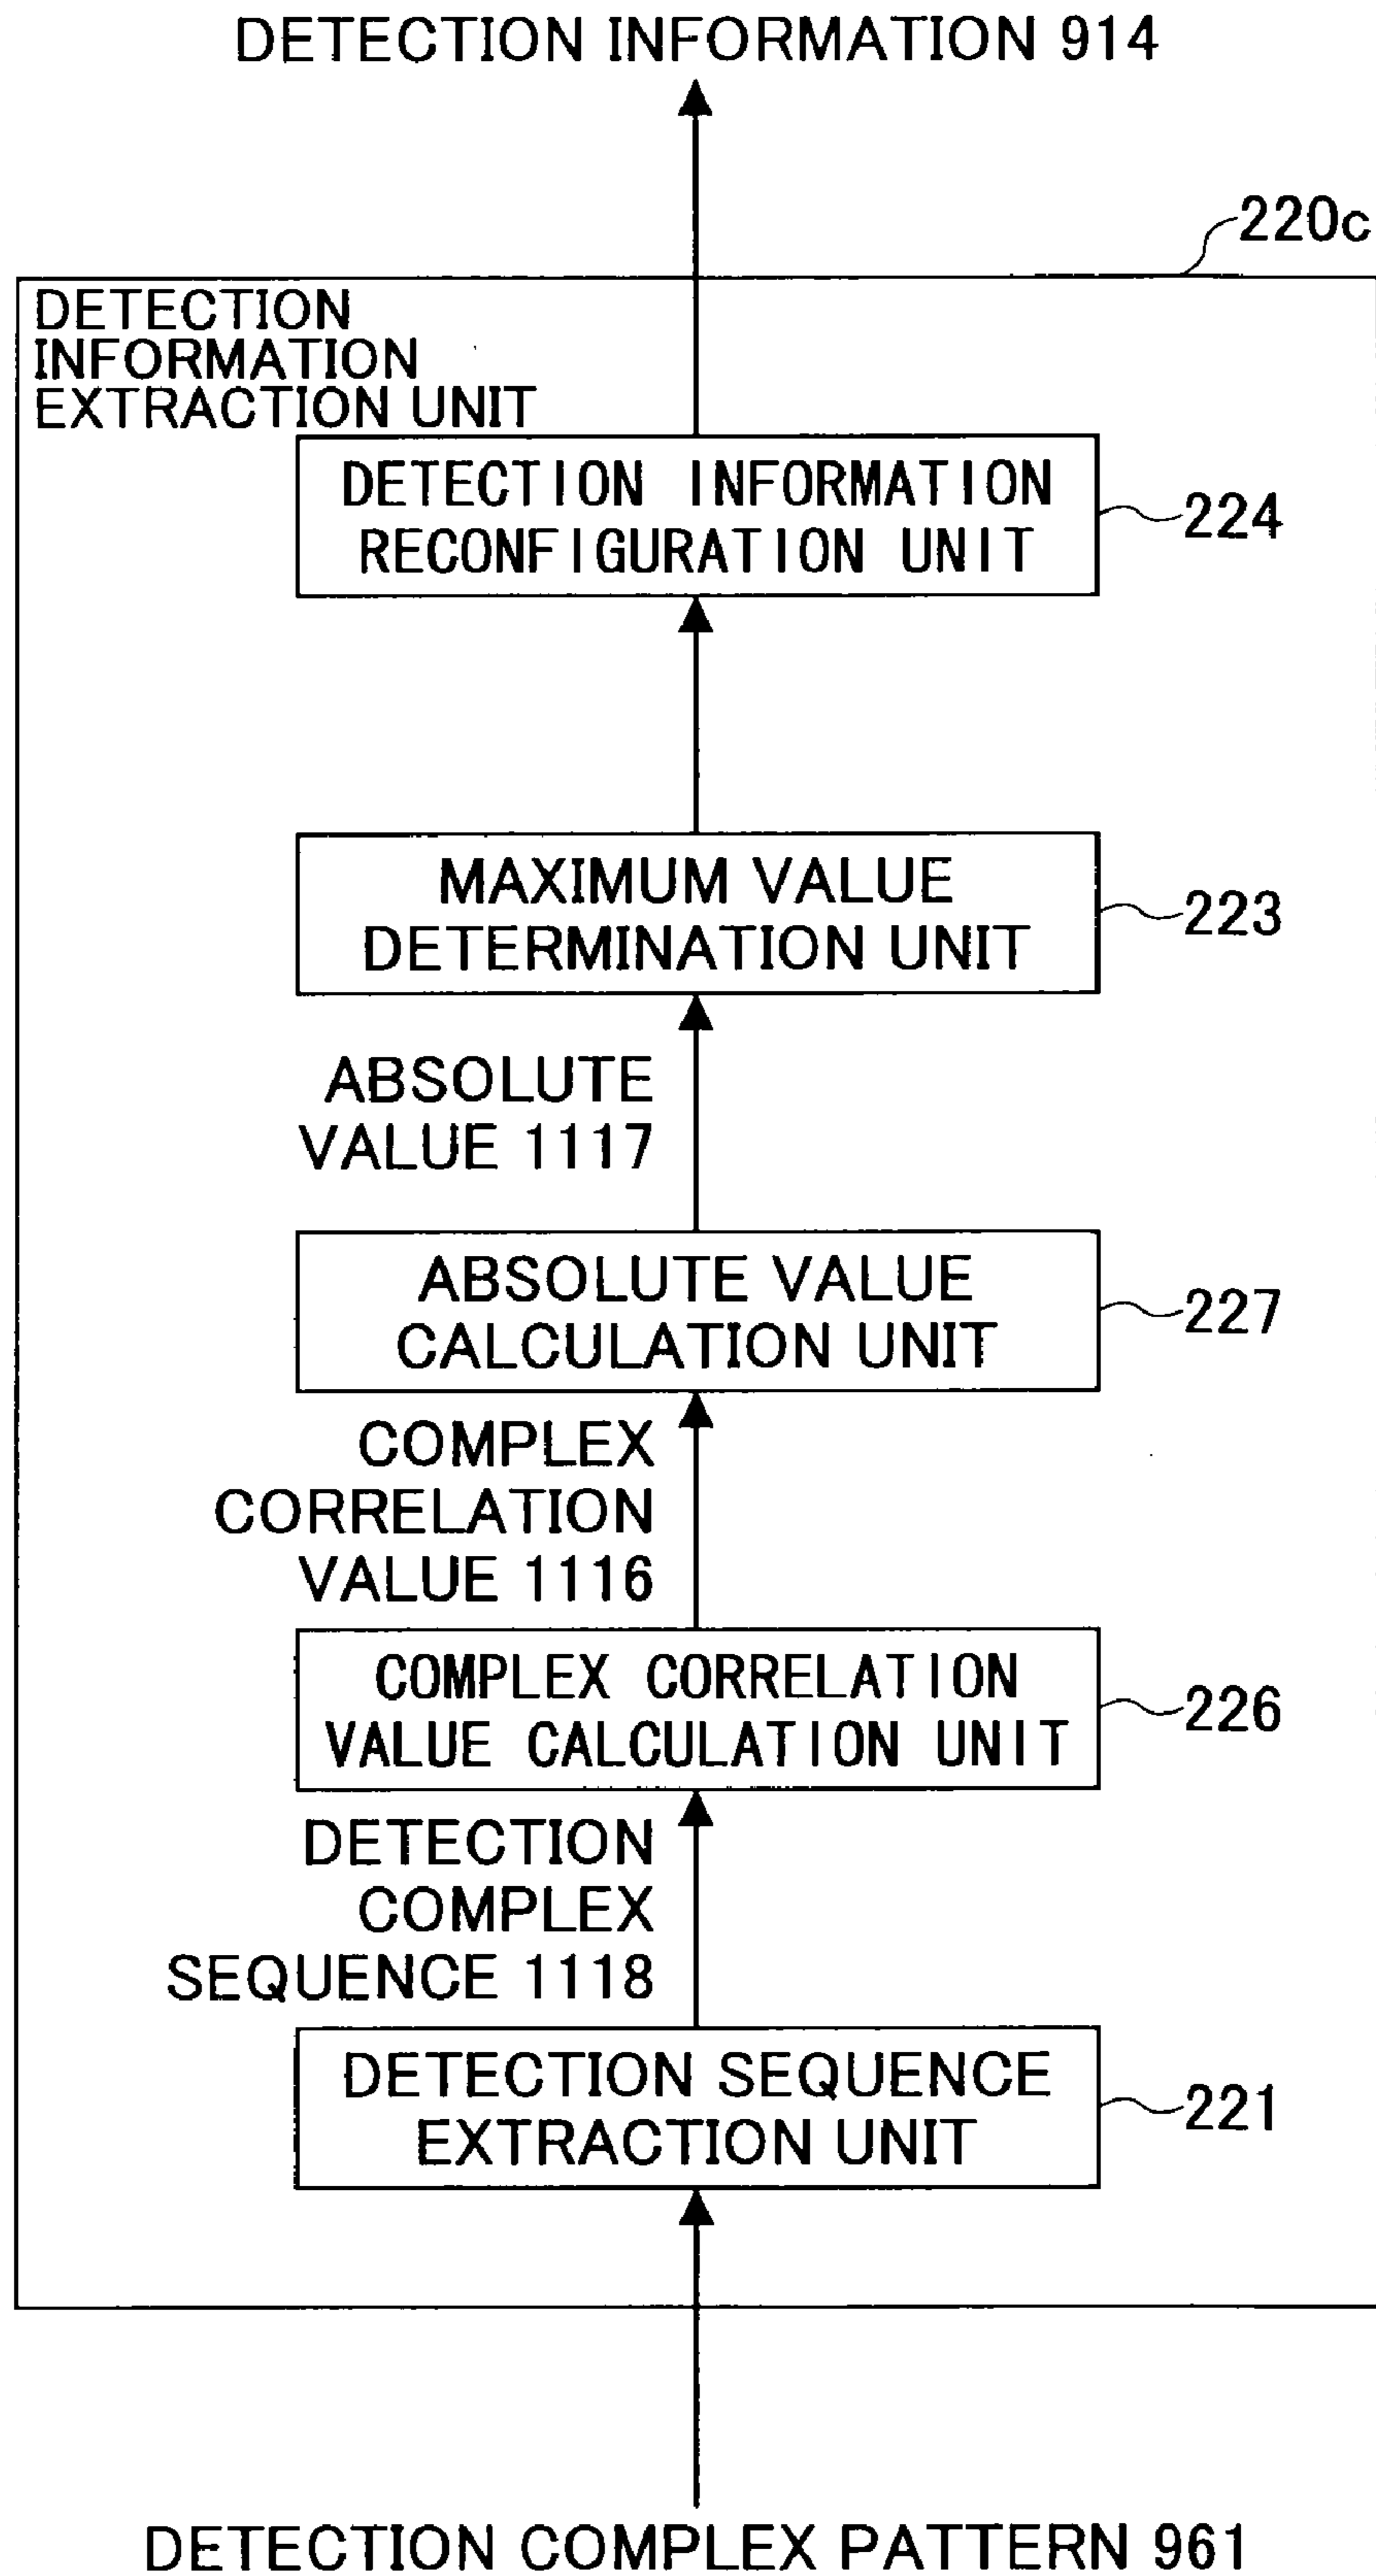 DETECTION INFORMATION 914
220c
DETECTION
INFORMATION
EXTRACTION UNIT
DETECTION INFORMATION
RECONFIGURATION UNIT
224
MAXIMUM VALUE
DETERMINATION UNIT
223
ABSOLUTE
VALUE 1117
ABSOLUTE VALUE
CALCULATION UNIT
227
COMPLEX
CORRELATION
VALUE 1116
COMPLEX CORRELATION
VALUE CALCULATION UNIT
226
DETECTION
COMPLEX
SEQUENCE 1118
DETECTION SEQUENCE
EXTRACTION UNIT
221
DETECTION COMPLEX PATTERN 961